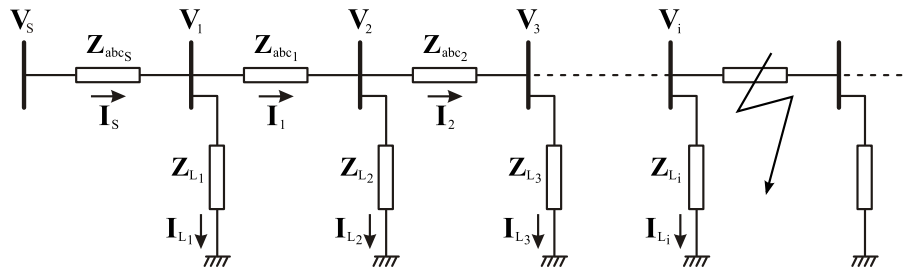 V_S V_1 V_2 V_3 V_i
Z_abc_S Z_abc_1 Z_abc_2
I_S I_1 I_2
Z_L_1 Z_L_2 Z_L_3 Z_L_i
I_L_1 I_L_2 I_L_3 I_L_i